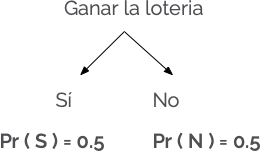 Ganar la loteria
Sí No
Pr ( S ) = 0.5 Pr ( N ) = 0.5